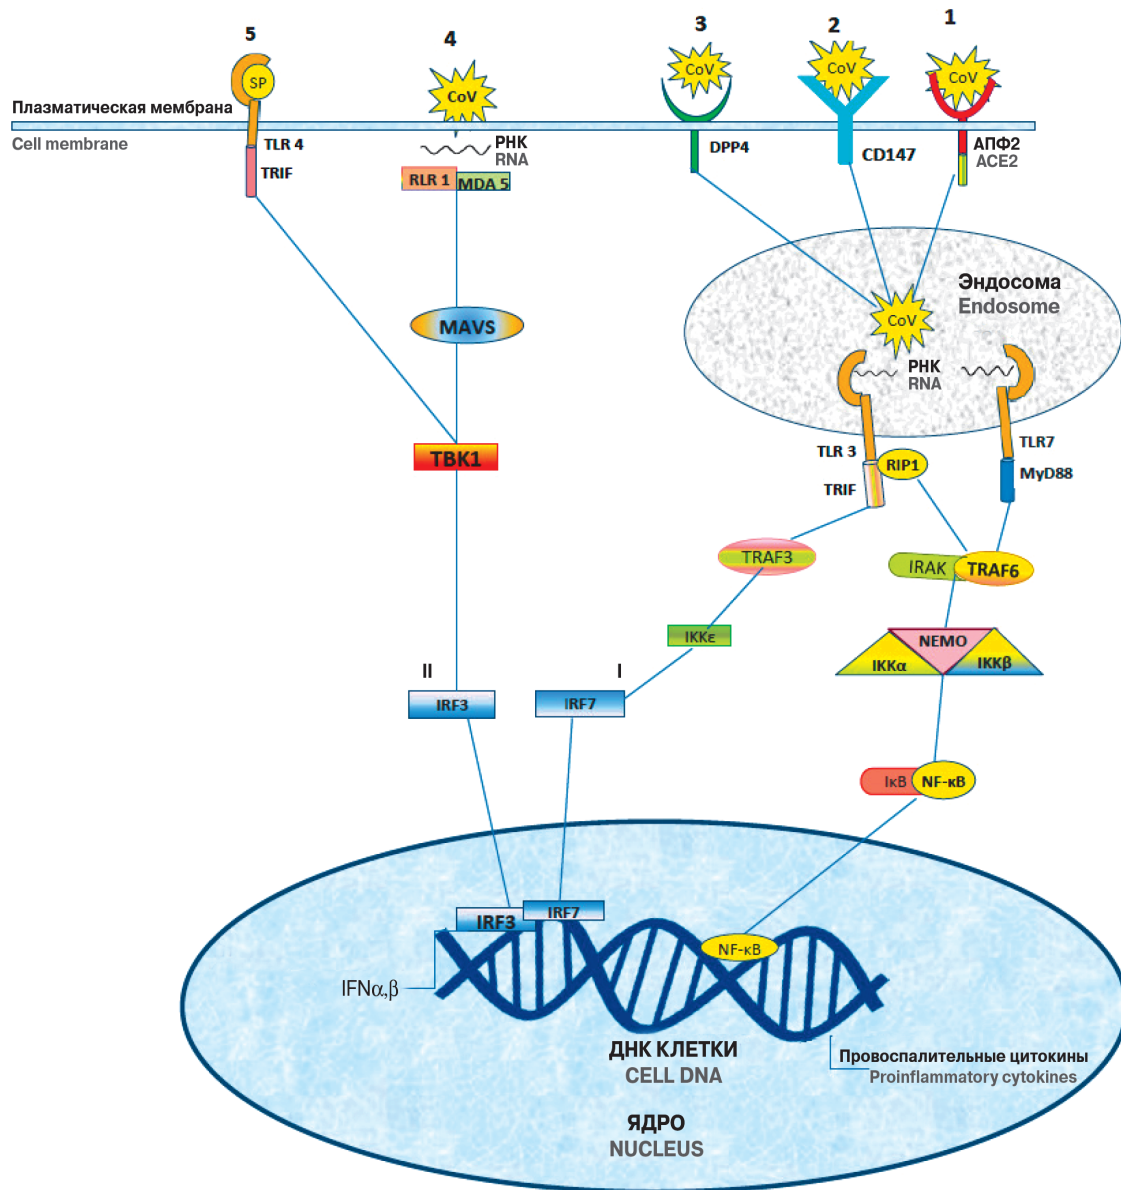 5
4
3
2
1
SP
CoV
CoV
CoV
CoV
Плазматическая мембрана
Cell membrane
TLR 4
TRIF
РНК
RNA
RLR 1
MDA 5
DPP4
CD147
АПФ2
ACE2
Эндосома
Endosome
CoV
MAVS
РНК
RNA
TBK1
TLR 3
RIP1
TRIF
TLR7
MyD88
TRAF3
IRAK
TRAF6
IKKε
NEMO
IKKα
IKKβ
II
I
IRF3
IRF7
IκB
NF-κB
IRF3
IRF7
NF-κB
IFNα,β
ДНК КЛЕТКИ
CELL DNA
Провоспалительные цитокины
Proinflammatory cytokines
ЯДРО
NUCLEUS